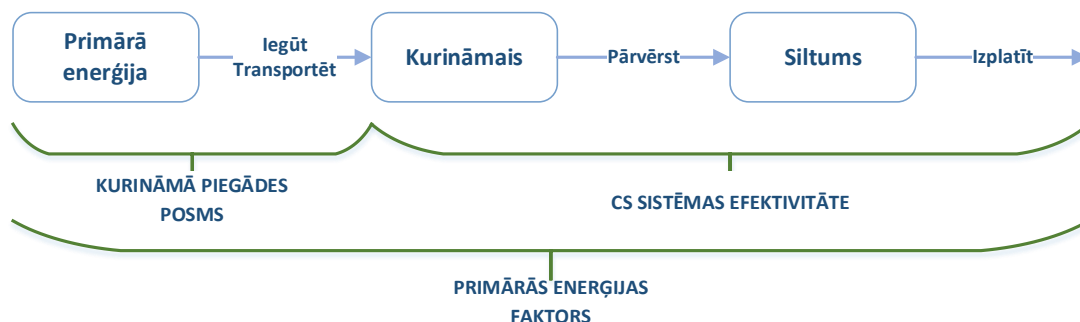 Primārā
enerģija
Iegūt
Transportēt
Kurināmais
Pārvērst
Siltums
Izplatīt
KURINĀMĀ PIEGĀDES
POSMS
CS SISTĒMAS EFEKTIVITĀTE
PRIMĀRĀS ENERĢIJAS
FAKTORS